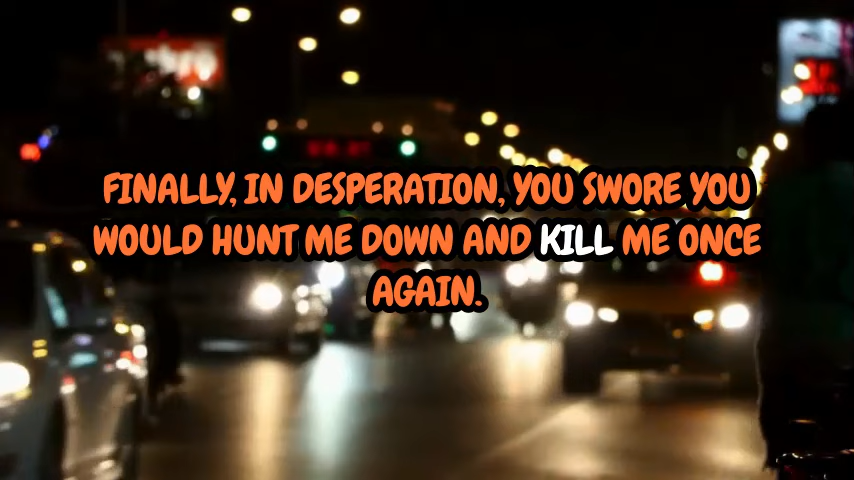 FINALLY, IN DESPERATION, YOU SWORE YOU
WOULD HUNT ME DOWN AND KILL ME ONCE
AGAIN.